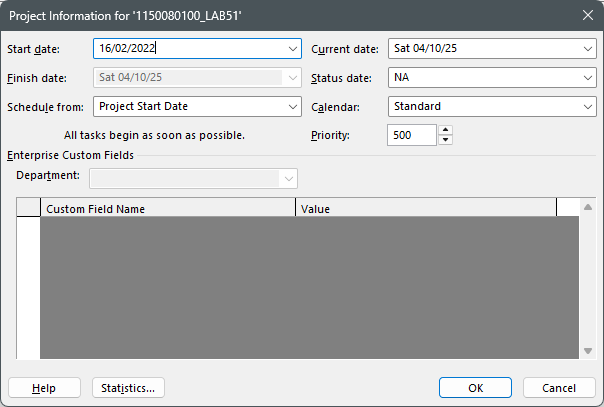 Project Information for '1150080100_LAB51'
Start date: 16/02/2022 Current date: Sat 04/10/25
Finish date: Sat 04/10/25 Status date: NA
Schedule from: Project Start Date Calendar: Standard
All tasks begin as soon as possible. Priority: 500
Enterprise Custom Fields
Department:
Custom Field Name Value
Help Statistics... OK Cancel